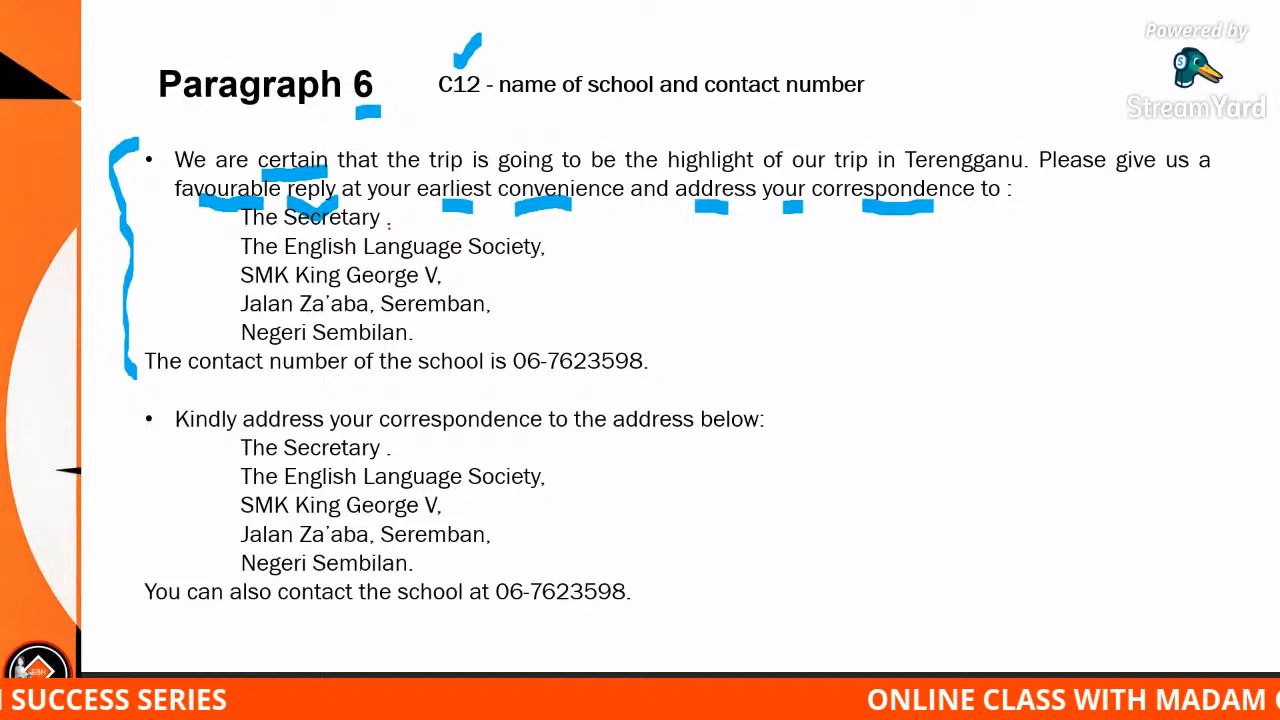 Powered by
StreamYard
Paragraph 6
C12 - name of school and contact number
• We are certain that the trip is going to be the highlight of our trip in Terengganu. Please give us a
favourable reply at your earliest convenience and address your correspondence to :
The Secretary .
The English Language Society,
SMK King George V,
Jalan Za’aba, Seremban,
Negeri Sembilan.
The contact number of the school is 06-7623598.
• Kindly address your correspondence to the address below:
The Secretary .
The English Language Society,
SMK King George V,
Jalan Za’aba, Seremban,
Negeri Sembilan.
You can also contact the school at 06-7623598.
SUCCESS SERIES
ONLINE CLASS WITH MADAM